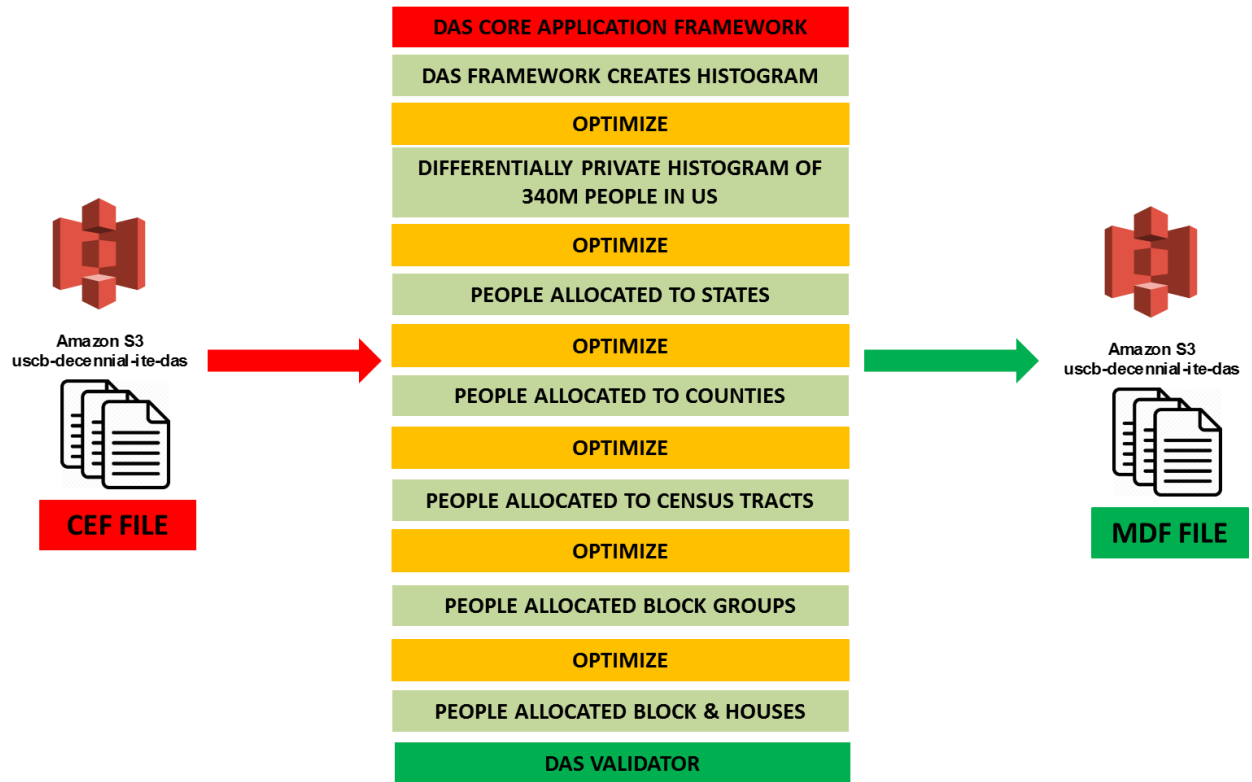 DAS CORE APPLICATION FRAMEWORK
DAS FRAMEWORK CREATES HISTOGRAM
OPTIMIZE
DIFFERENTIALLY PRIVATE HISTOGRAM OF
340M PEOPLE IN US
OPTIMIZE
PEOPLE ALLOCATED TO STATES
OPTIMIZE
PEOPLE ALLOCATED TO COUNTIES
OPTIMIZE
PEOPLE ALLOCATED TO CENSUS TRACTS
OPTIMIZE
PEOPLE ALLOCATED BLOCK GROUPS
OPTIMIZE
PEOPLE ALLOCATED BLOCK & HOUSES
DAS VALIDATOR
Amazon S3
uscb-decennial-ite-das
CEF FILE
Amazon S3
uscb-decennial-ite-das
MDF FILE